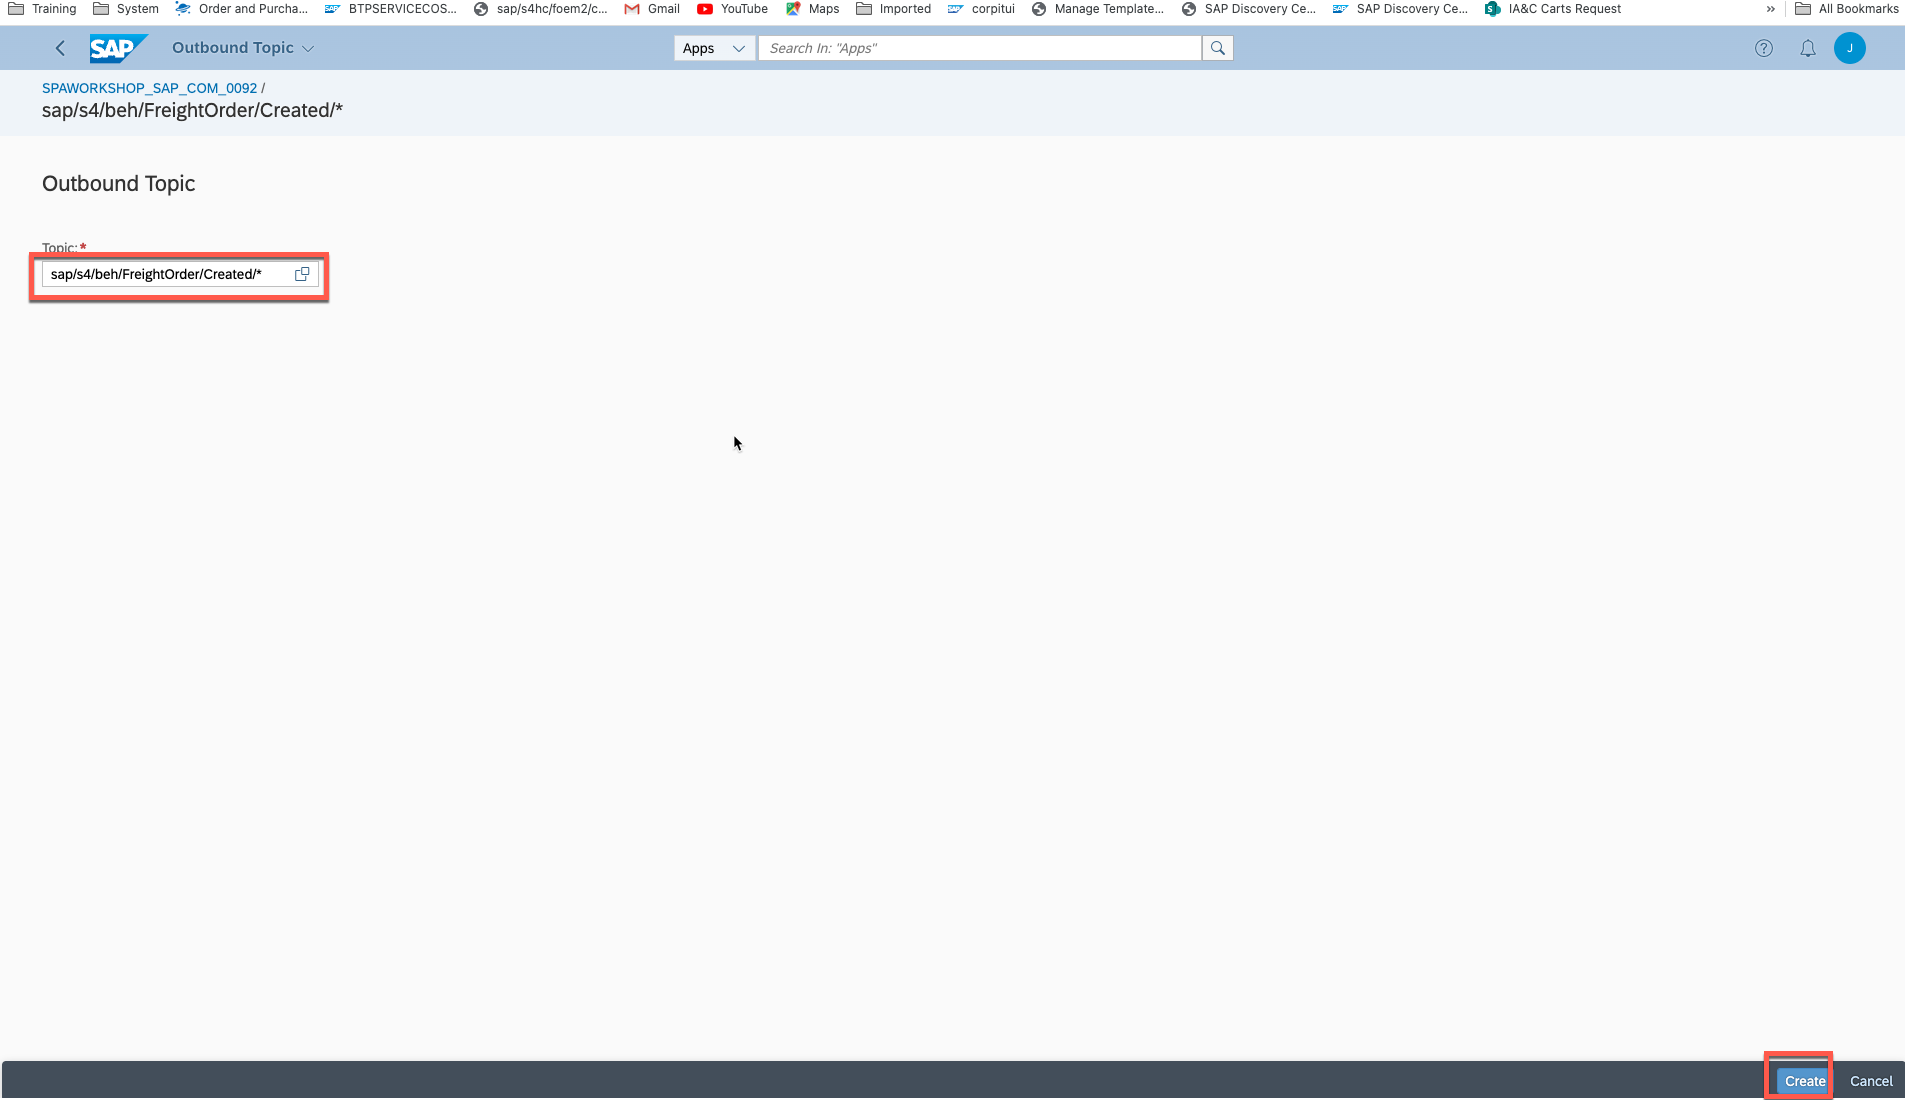 Training System Order and Purcha... BTPSERVICECOS... sap/s4hc/foem2/c... Gmail YouTube Maps Imported corpitui Manage Template... SAP Discovery Ce... SAP Discovery Ce... IA&C Carts Request » All Bookmarks
SAP Outbound Topic Apps Search In: "Apps" J
SPAWORKSHOP_SAP_COM_0092 /
sap/s4/beh/FreightOrder/Created/*
Outbound Topic
Topic:*
sap/s4/beh/FreightOrder/Created/*
Create Cancel